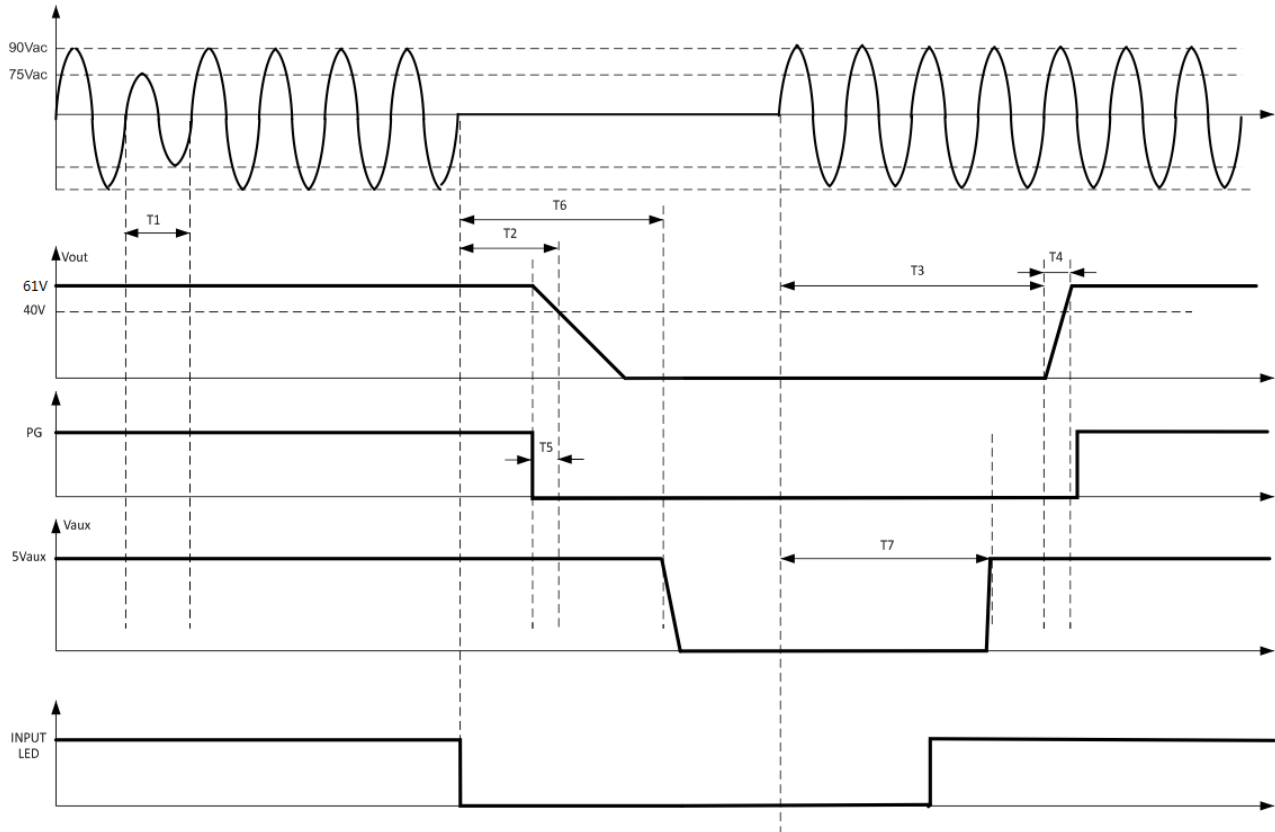 90Vac
75Vac
T1
T6
T2
Vout
T3
T4
61V
40V
PG
T5
Vaux
5Vaux
T7
INPUT
LED